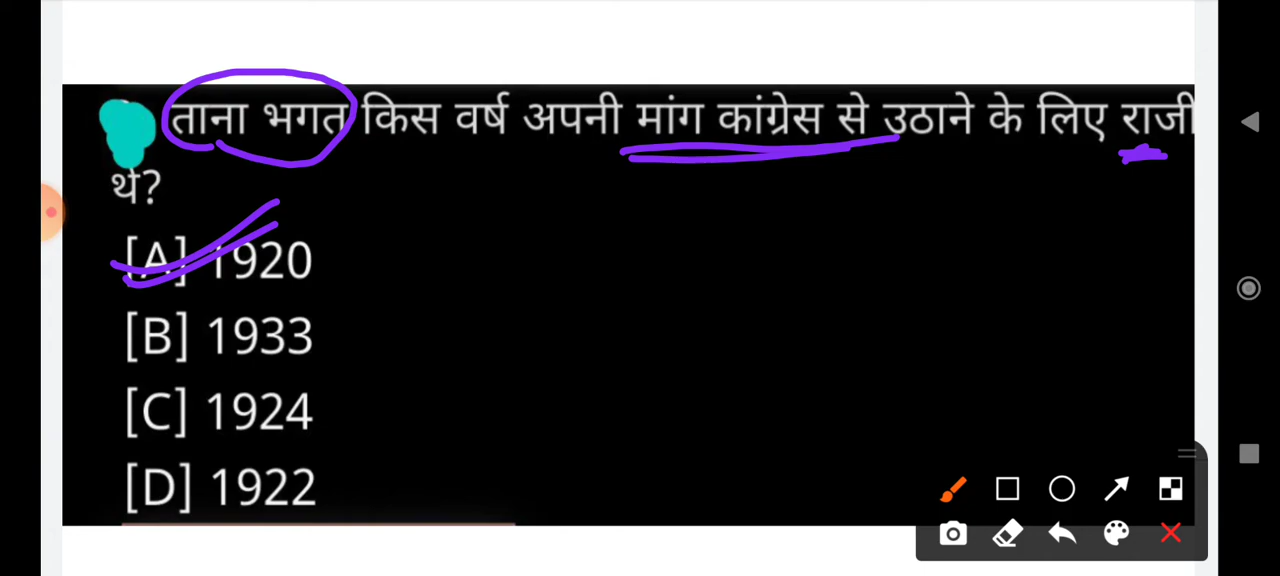 ताना भगत किस वर्ष अपनी मांग कांग्रेस से उठाने के लिए राजी
थे?
[A] 1920
[B] 1933
[C] 1924
[D] 1922